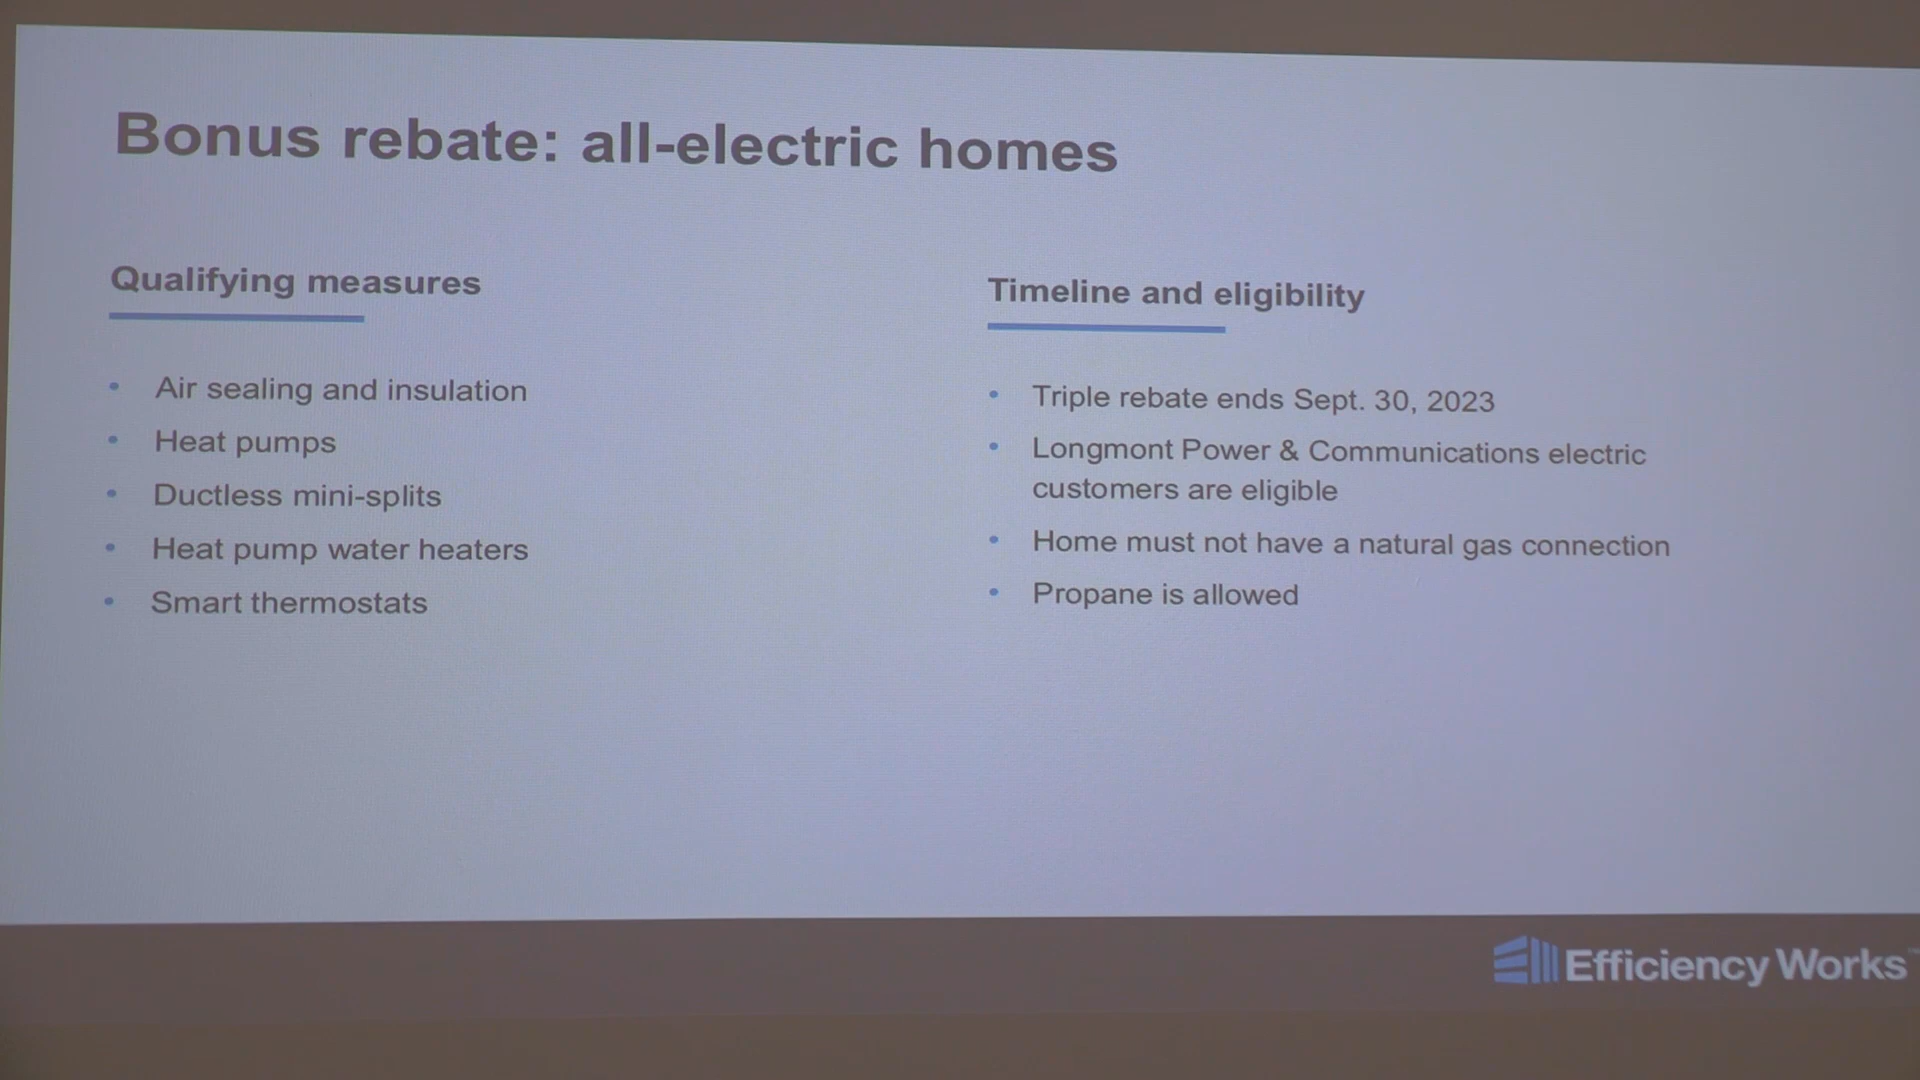 Bonus rebate: all-electric homes
Qualifying measures
• Air sealing and insulation
• Heat pumps
• Ductless mini-splits
• Heat pump water heaters
• Smart thermostats
Timeline and eligibility
• Triple rebate ends Sept. 30, 2023
• Longmont Power & Communications electric
customers are eligible
• Home must not have a natural gas connection
• Propane is allowed
Efficiency Works